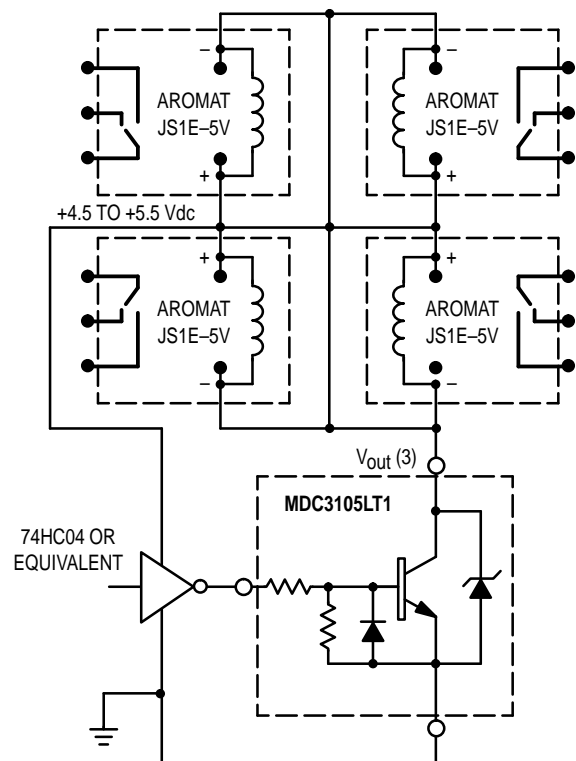 –
–
AROMAT
JS1E–5V
AROMAT
JS1E–5V
+
+
+4.5 TO +5.5 Vdc
+
+
AROMAT
JS1E–5V
AROMAT
JS1E–5V
–
–
Vout (3)
MDC3105LT1
74HC04 OR
EQUIVALENT